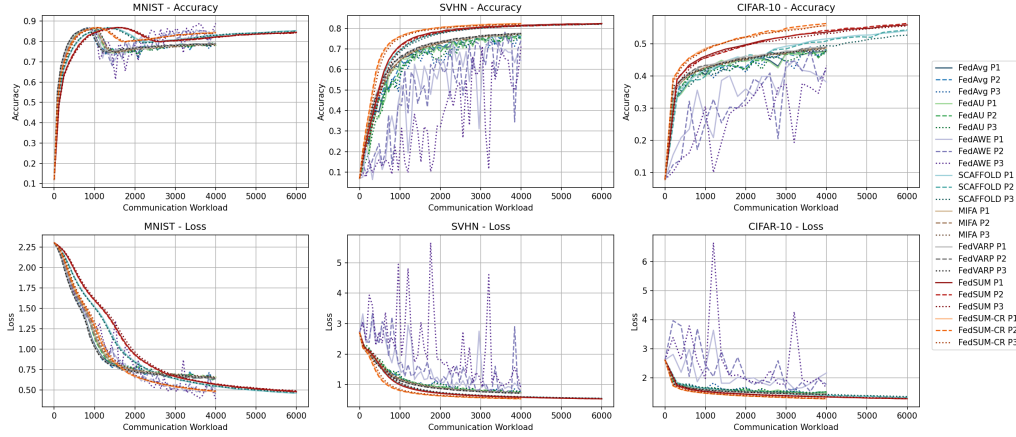 MNIST - Accuracy
0.9
0.8
0.7
0.6
0.5
0.4
0.3
0.2
0.1
Accuracy
0 1000 2000 3000 4000 5000 6000
Communication Workload
SVHN - Accuracy
0.8
0.7
0.6
0.5
0.4
0.3
0.2
0.1
Accuracy
0 1000 2000 3000 4000 5000 6000
Communication Workload
CIFAR-10 - Accuracy
0.5
0.4
0.3
0.2
0.1
Accuracy
0 1000 2000 3000 4000 5000 6000
Communication Workload
MNIST - Loss
2.25
2.00
1.75
1.50
1.25
1.00
0.75
0.50
Loss
0 1000 2000 3000 4000 5000 6000
Communication Workload
SVHN - Loss
5
4
3
2
1
Loss
0 1000 2000 3000 4000 5000 6000
Communication Workload
CIFAR-10 - Loss
6
5
4
3
2
Loss
0 1000 2000 3000 4000 5000 6000
Communication Workload
FedAvg P1
FedAvg P2
FedAvg P3
FedAU P1
FedAU P2
FedAU P3
FedAWE P1
FedAWE P2
FedAWE P3
SCAFFOLD P1
SCAFFOLD P2
SCAFFOLD P3
MIFA P1
MIFA P2
MIFA P3
FedVARP P1
FedVARP P2
FedVARP P3
FedSUM P1
FedSUM P2
FedSUM P3
FedSUM-CR P1
FedSUM-CR P2
FedSUM-CR P3